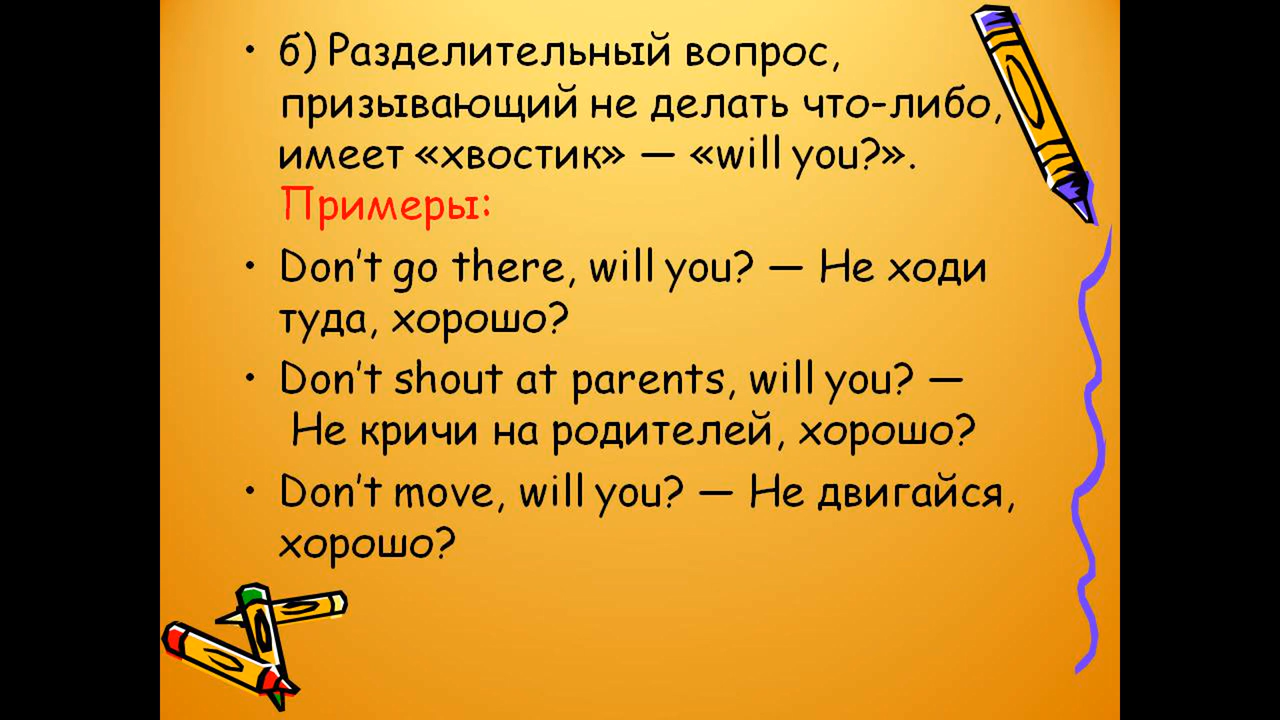 • б) Разделительный вопрос,
призывающий не делать что-либо,
имеет «хвостик» — «will you?».
Примеры:
• Don't go there, will you? — Не ходи
туда, хорошо?
• Don't shout at parents, will you? —
Не кричи на родителей, хорошо?
• Don't move, will you? — Не двигайся,
хорошо?